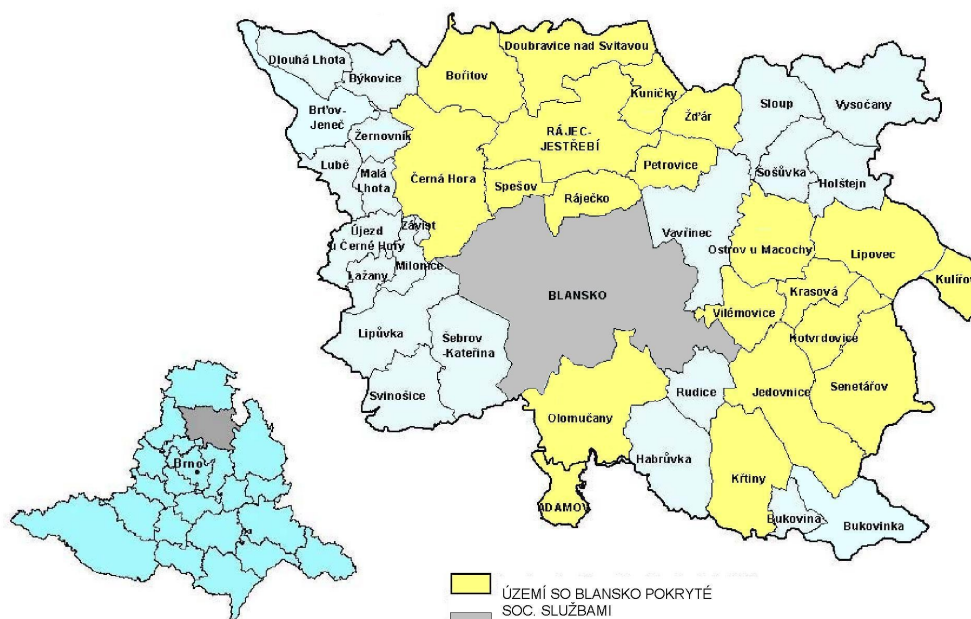 Doubravice nad Svitavou
Dlouhá Lhota
Býkovice
Bořitov
Kuničky
Sloup
Vysočany
Brťov-
Jeneč
Žernovník
Žďár
RÁJEC-
JESTŘEBÍ
Lubě
Malá
Lhota
Černá Hora
Petrovice
Šošůvka
Holštejn
Spešov
Ráječko
Závist
Újezd
u Černé Hory
Vavřinec
Ostrov u Macochy
Lipovec
Lažany
Milonice
Kulířov
BLANSKO
Krasová
Vilémovice
Lipůvka
Šebrov
-Kateřina
Kotvrdovice
Svinošice
Rudice
Jedovnice
Senetářov
Olomučany
Habrůvka
Brno
Křtiny
ADAMOV
Bukovina
Bukovinka
ÚZEMÍ SO BLANSKO POKRYTÉ
SOC. SLUŽBAMI